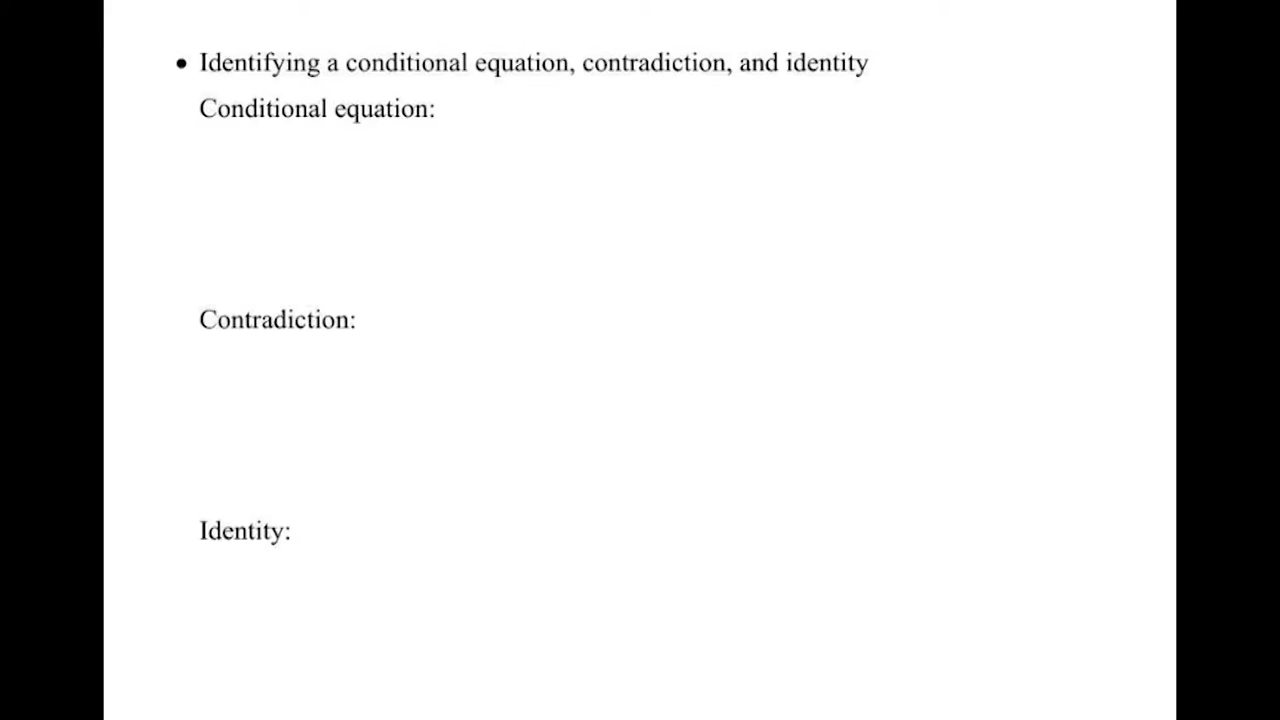 • Identifying a conditional equation, contradiction, and identity
Conditional equation:
Contradiction:
Identity: